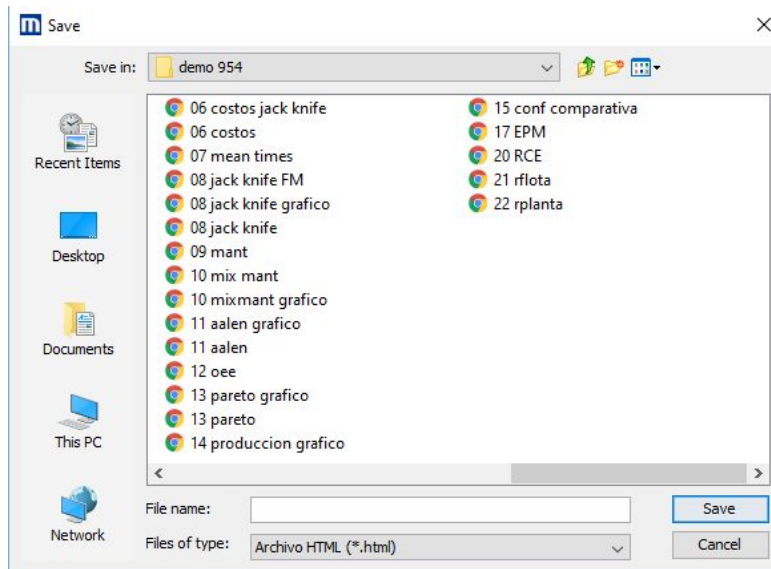 Save
Save in: demo 954
Recent Items
Desktop
Documents
This PC
Network
06 costos jack knife
06 costos
07 mean times
08 jack knife FM
08 jack knife grafico
08 jack knife
09 mant
10 mix mant
10 mixmant grafico
11 aalen grafico
11 aalen
12 oee
13 pareto grafico
13 pareto
14 produccion grafico
15 conf comparativa
17 EPM
20 RCE
21 rflota
22 rplanta
File name:
Save
Files of type: Archivo HTML (*.html)
Cancel